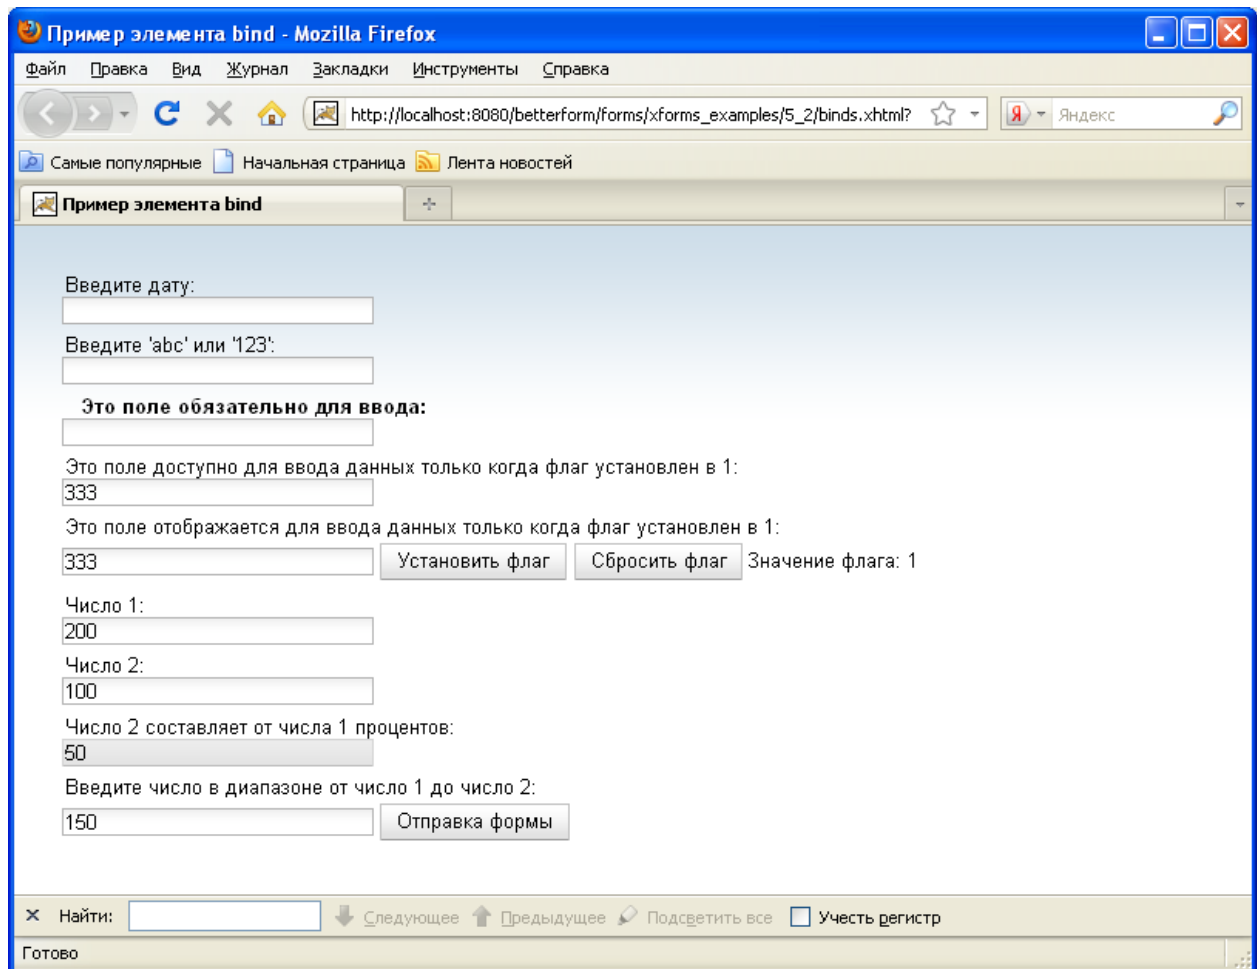 Пример элемента bind - Mozilla Firefox
Файл Правка Вид Журнал Закладки Инструменты Справка
http://localhost:8080/betterform/forms/xforms_examples/5_2/binds.xhtml? Я Яндекс
Самые популярные Начальная страница Лента новостей
Пример элемента bind
Введите дату:
Введите 'abc' или '123':
Это поле обязательно для ввода:
Это поле доступно для ввода данных только когда флаг установлен в 1:
333
Это поле отображается для ввода данных только когда флаг установлен в 1:
333 Установить флаг Сбросить флаг Значение флага: 1
Число 1:
200
Число 2:
100
Число 2 составляет от числа 1 процентов:
50
Введите число в диапазоне от число 1 до число 2:
150 Отправка формы
Найти: Следующее Предыдущее Подсветить все Учесть регистр
Готово